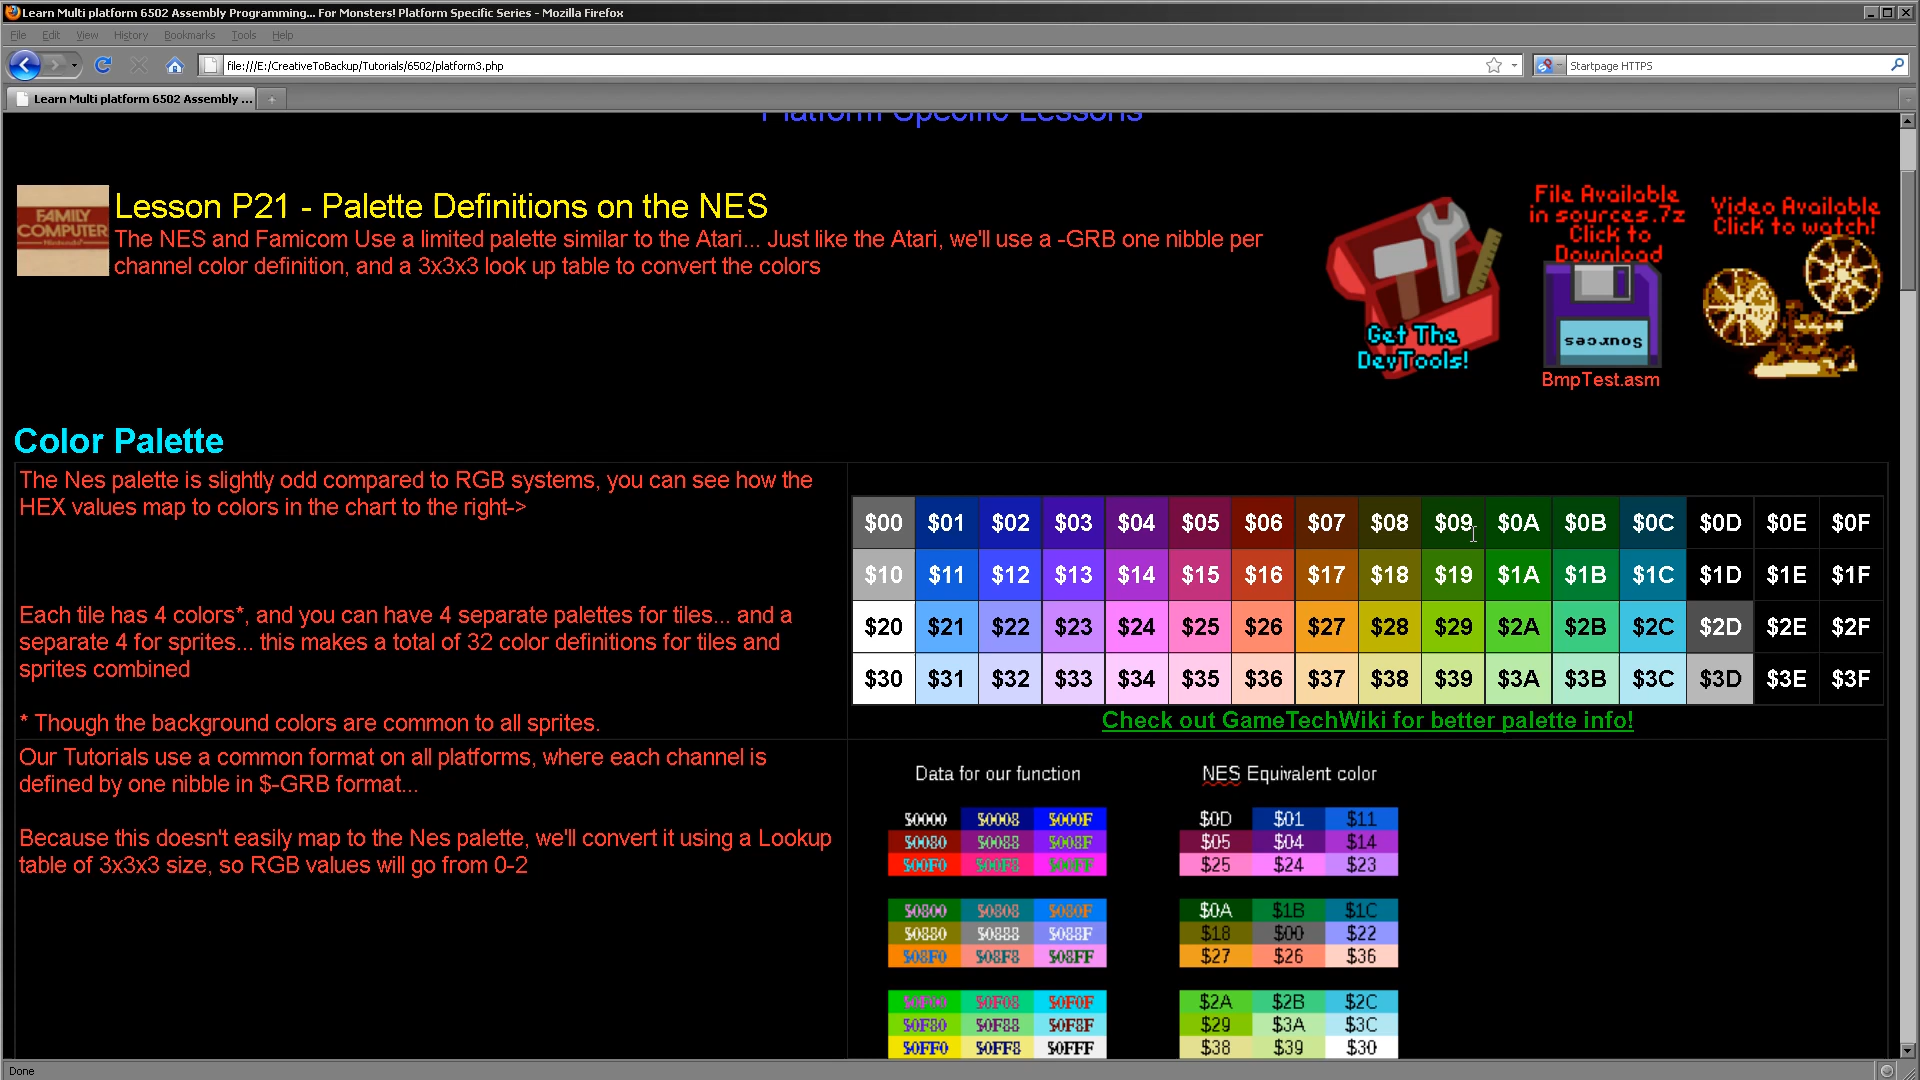 Learn Multi platform 6502 Assembly Programming... For Monsters! Platform Specific Series - Mozilla Firefox
File Edit View History Bookmarks Tools Help
file:///E:/CreativeToBackup/Tutorials/6502/platform3.php
Startpage HTTPS
Learn Multi platform 6502 Assembly ...
Platform Specific Lessons
FAMILY
COMPUTER
Lesson P21 - Palette Definitions on the NES
The NES and Famicom Use a limited palette similar to the Atari... Just like the Atari, we'll use a -GRB one nibble per
channel color definition, and a 3x3x3 look up table to convert the colors
Get The
DevTools!
File Available
in sources.7z
Click to
Download
Sources
BmpTest.asm
Video Available
Click to watch!
Color Palette
The Nes palette is slightly odd compared to RGB systems, you can see how the
HEX values map to colors in the chart to the right->
Each tile has 4 colors*, and you can have 4 separate palettes for tiles... and a
separate 4 for sprites... this makes a total of 32 color definitions for tiles and
sprites combined
* Though the background colors are common to all sprites.
$00 $01 $02 $03 $04 $05 $06 $07 $08 $09 $0A $0B $0C $0D $0E $0F
$10 $11 $12 $13 $14 $15 $16 $17 $18 $19 $1A $1B $1C $1D $1E $1F
$20 $21 $22 $23 $24 $25 $26 $27 $28 $29 $2A $2B $2C $2D $2E $2F
$30 $31 $32 $33 $34 $35 $36 $37 $38 $39 $3A $3B $3C $3D $3E $3F
Check out GameTechWiki for better palette info!
Our Tutorials use a common format on all platforms, where each channel is
defined by one nibble in $-GRB format...
Because this doesn't easily map to the Nes palette, we'll convert it using a Lookup
table of 3x3x3 size, so RGB values will go from 0-2
Data for our function
$0000 $0008 $000F
$0080 $0088 $008F
$00F0 $00F8 $00FF
$0800 $0808 $080F
$0880 $0888 $088F
$08F0 $08F8 $08FF
$0F00 $0F08 $0F0F
$0F80 $0F88 $0F8F
$0FF0 $0FF8 $0FFF
NES Equivalent color
$0D $01 $11
$05 $04 $14
$25 $24 $23
$0A $1B $1C
$18 $00 $22
$27 $26 $36
$2A $2B $2C
$29 $3A $3C
$38 $39 $30
Done